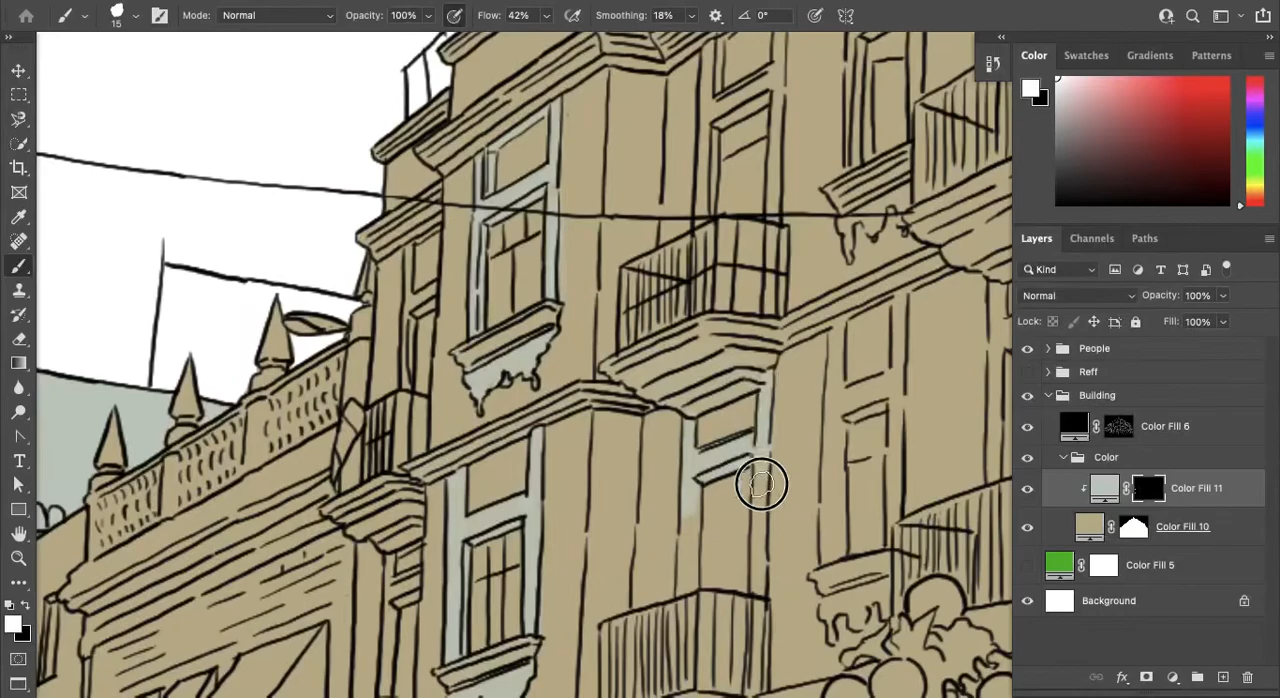 15 Mode: Normal Opacity: 100% Flow: 42% Smoothing: 18% 0°
Color Swatches Gradients Patterns
Layers Channels Paths
Kind
Normal Opacity: 100%
Lock: Fill: 100%
People
Reff
Building
Color Fill 6
Color
Color Fill 11
Color Fill 10
Color Fill 5
Background
T
fx